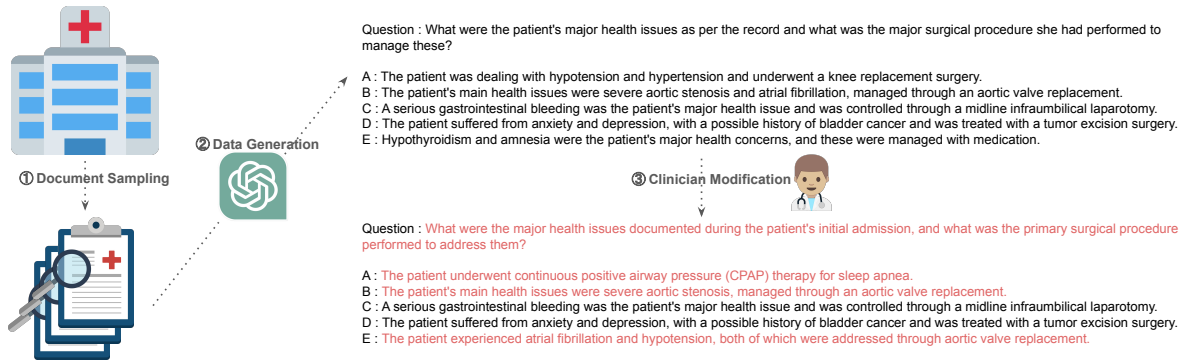 Question : What were the patient's major health issues as per the record and what was the major surgical procedure she had performed to
manage these?
A : The patient was dealing with hypotension and hypertension and underwent a knee replacement surgery.
B : The patient's main health issues were severe aortic stenosis and atrial fibrillation, managed through an aortic valve replacement.
C : A serious gastrointestinal bleeding was the patient's major health issue and was controlled through a midline infraumbilical laparotomy.
D : The patient suffered from anxiety and depression, with a possible history of bladder cancer and was treated with a tumor excision surgery.
E : Hypothyroidism and amnesia were the patient's major health concerns, and these were managed with medication.
② Data Generation
① Document Sampling
③ Clinician Modification
Question : What were the major health issues documented during the patient's initial admission, and what was the primary surgical procedure
performed to address them?
A : The patient underwent continuous positive airway pressure (CPAP) therapy for sleep apnea.
B : The patient's main health issues were severe aortic stenosis, managed through an aortic valve replacement.
C : A serious gastrointestinal bleeding was the patient's major health issue and was controlled through a midline infraumbilical laparotomy.
D : The patient suffered from anxiety and depression, with a possible history of bladder cancer and was treated with a tumor excision surgery.
E : The patient experienced atrial fibrillation and hypotension, both of which were addressed through aortic valve replacement.